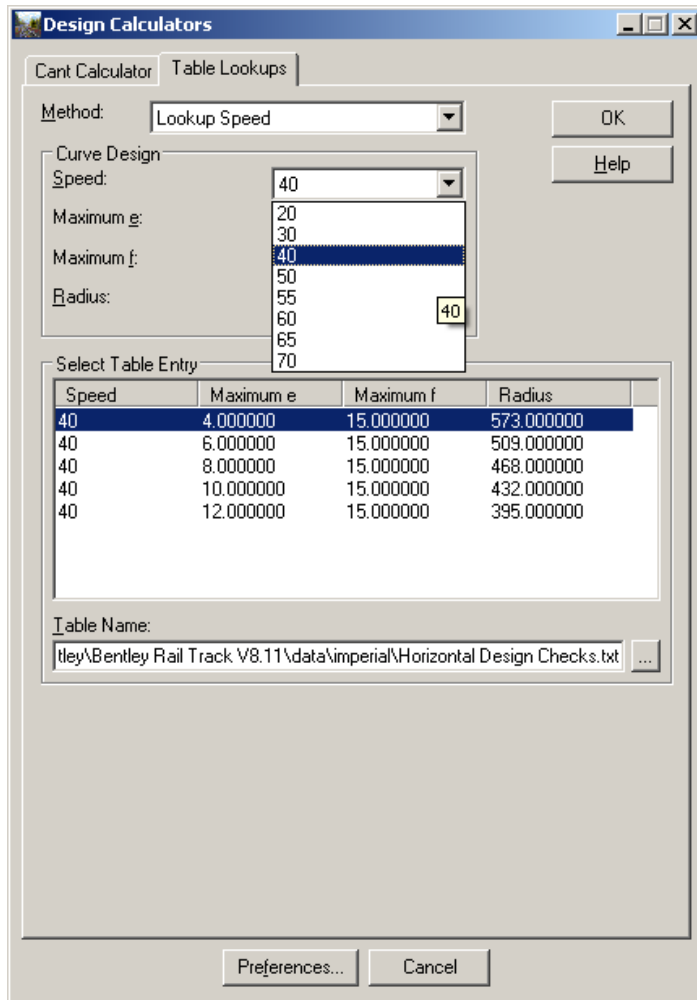 Design Calculators
Cant Calculator Table Lookups
Method: Lookup Speed OK
Curve Design Help
Speed: 40
Maximum e: 20
30
Maximum f: 40
50
Radius: 55
60 40
65
70
Select Table Entry
Speed Maximum e Maximum f Radius
40 4.000000 15.000000 573.000000
40 6.000000 15.000000 509.000000
40 8.000000 15.000000 468.000000
40 10.000000 15.000000 432.000000
40 12.000000 15.000000 395.000000
Table Name:
tley\Bentley Rail Track V8.11\data\imperial\Horizontal Design Checks.txt ...
Preferences... Cancel